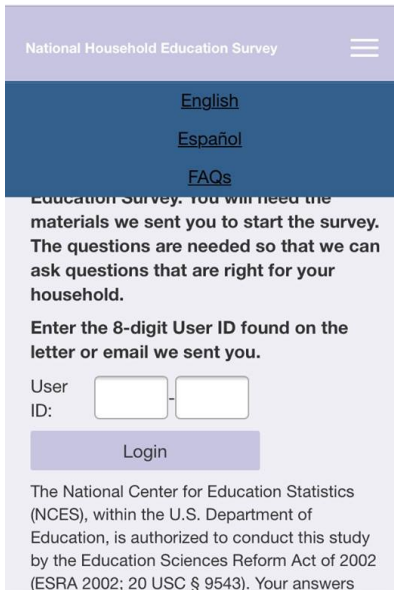 National Household Education Survey
English
Español
FAQs
Education Survey. You will need the
materials we sent you to start the survey.
The questions are needed so that we can
ask questions that are right for your
household.
Enter the 8-digit User ID found on the
letter or email we sent you.
User
ID:
-
Login
The National Center for Education Statistics
(NCES), within the U.S. Department of
Education, is authorized to conduct this study
by the Education Sciences Reform Act of 2002
(ESRA 2002; 20 USC § 9543). Your answers